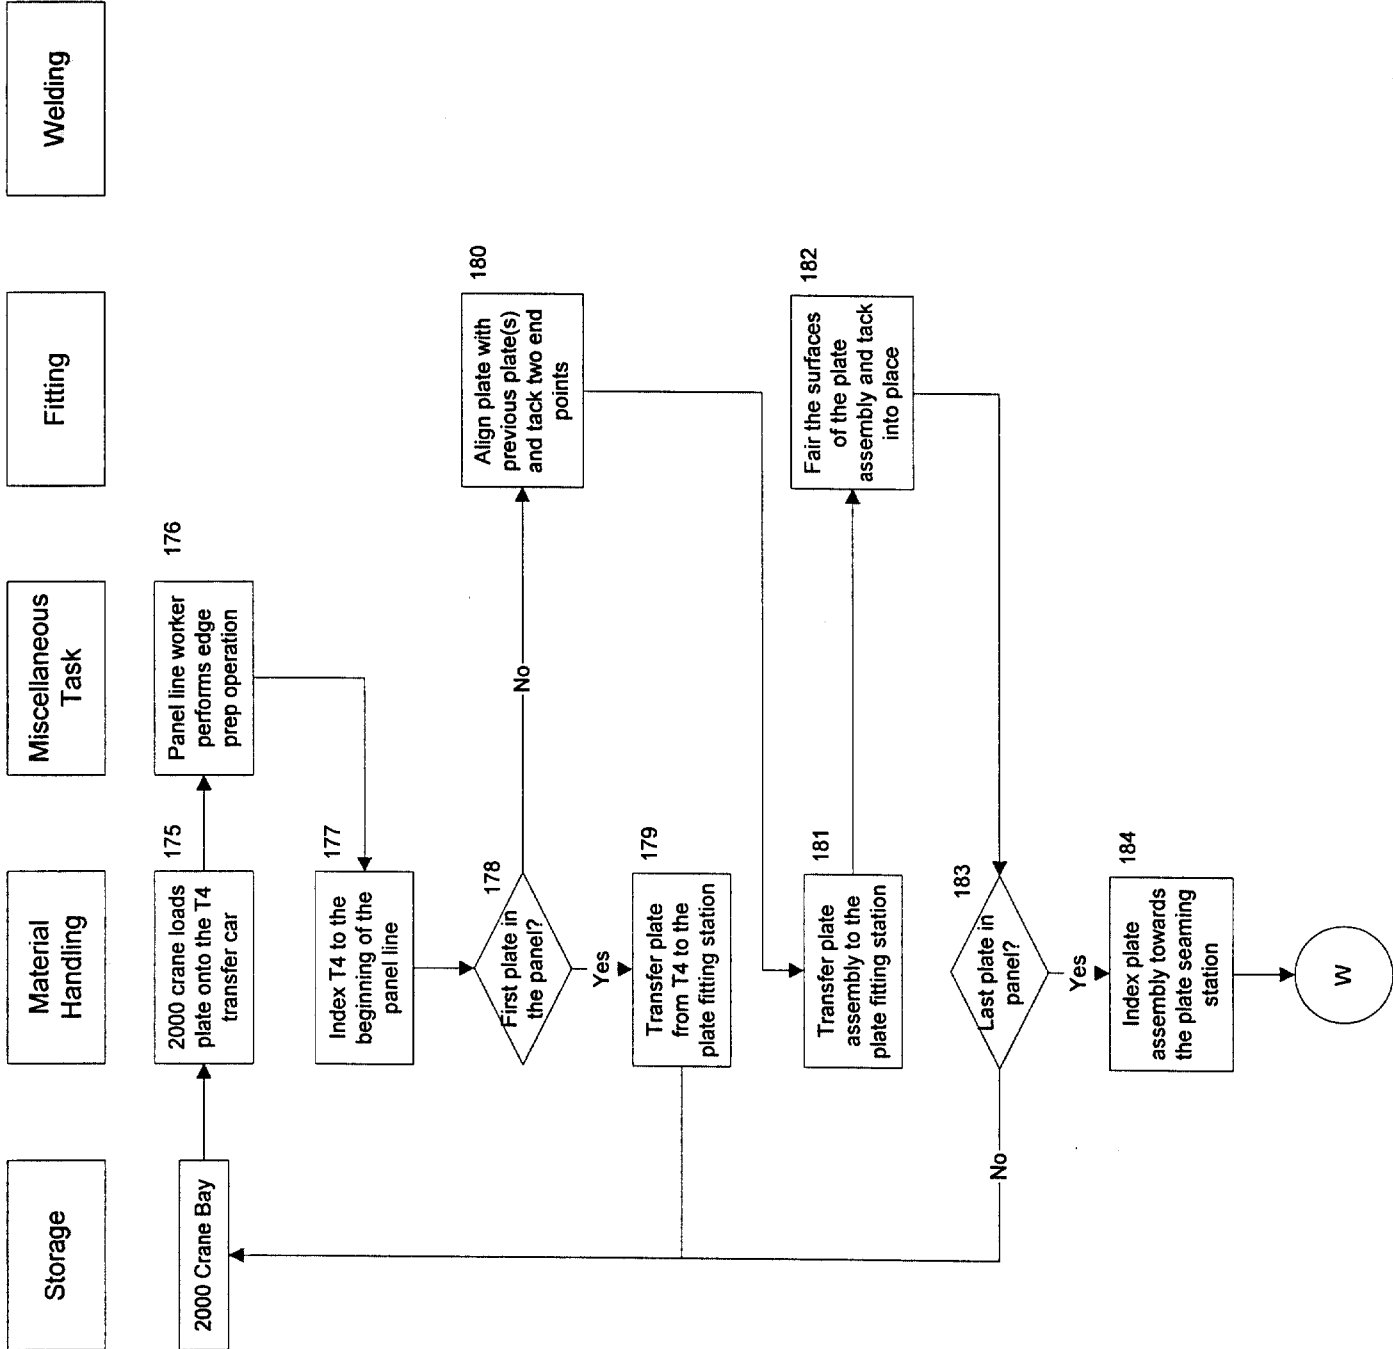 Storage
Material
Handling
Miscellaneous
Task
Fitting
Welding
2000 Crane Bay
175
2000 crane loads
plate onto the T4
transfer car
176
Panel line worker
performs edge
prep operation
177
Index T4 to the
beginning of the
panel line
178
First plate in
the panel?
No
Yes
179
Transfer plate
from T4 to the
plate fitting station
180
Align plate with
previous plate(s)
and tack two end
points
181
Transfer plate
assembly to the
plate fitting station
182
Fair the surfaces
of the plate
assembly and tack
into place
183
Last plate in
panel?
No
Yes
184
Index plate
assembly towards
the plate seaming
station
W